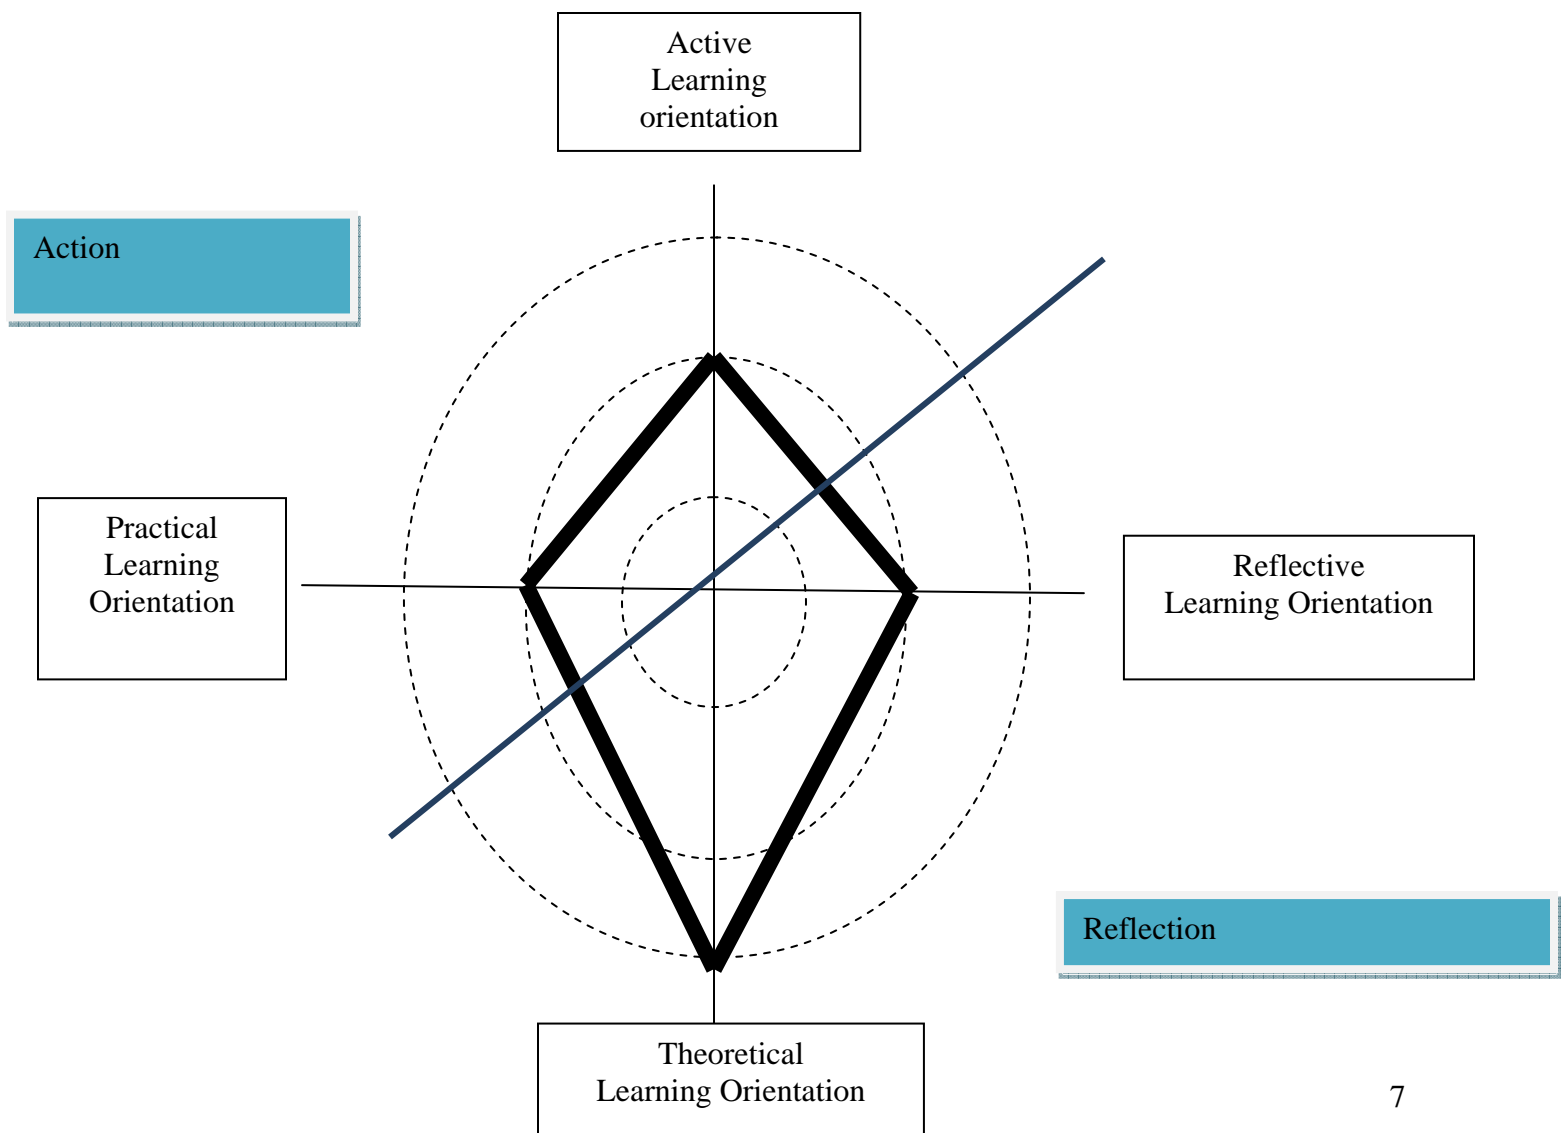 Active
Learning
orientation
Action
Practical
Learning
Orientation
Reflective
Learning Orientation
Reflection
Theoretical
Learning Orientation
7